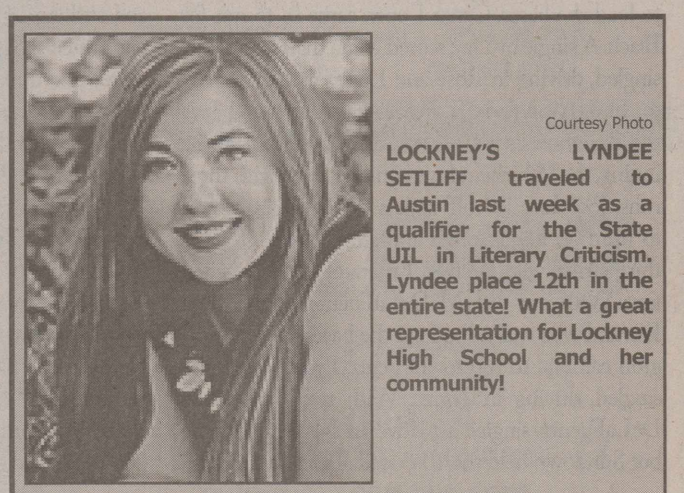 Courtesy Photo
LOCKNEY'S LYNDEE
SETLIFF traveled to
Austin last week as a
qualifier for the State
UIL in Literary Criticism.
Lyndee place 12th in the
entire state! What a great
representation for Lockney
High School and her
community!